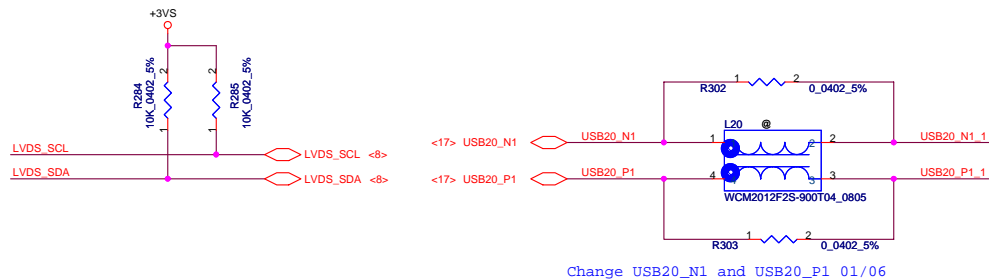 +3VS
2
2
R284
10K_0402_5%
R285
10K_0402_5%
1
1
LVDS_SCL
LVDS_SCL <8>
LVDS_SDA
LVDS_SDA <8>
1
2
R302
0_0402_5%
L20 @
<17> USB20_N1
USB20_N1
1
2
2
USB20_N1_1
<17> USB20_P1
USB20_P1
4
3
3
USB20_P1_1
WCM2012F2S-900T04_0805
1
2
R303
0_0402_5%
Change USB20_N1 and USB20_P1 01/06